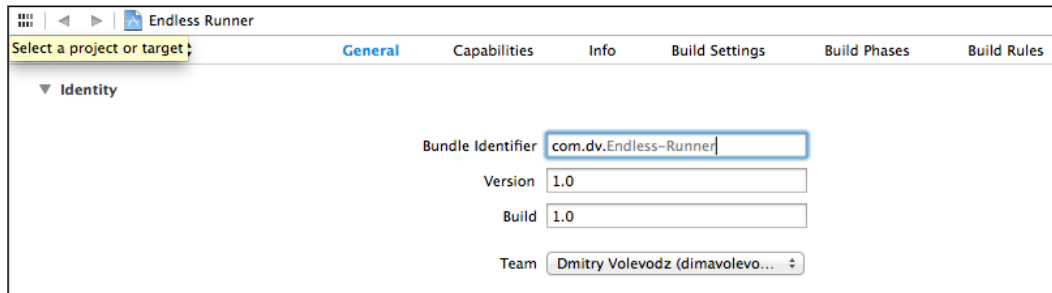 Endless Runner
Select a project or target
General Capabilities Info Build Settings Build Phases Build Rules
Identity
Bundle Identifier com.dv.Endless-Runner
Version 1.0
Build 1.0
Team Dmitry Volevodz (dimavolevo...